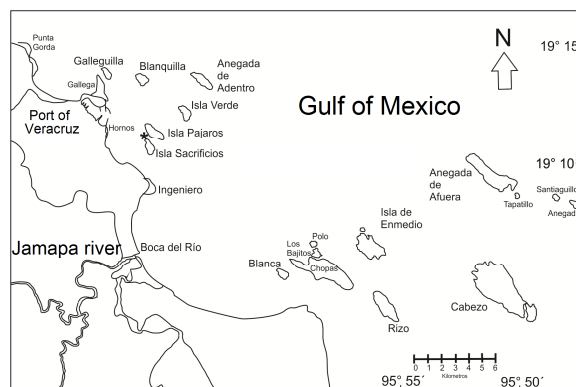 Punta
Gorda
Galleguilla
Blanquilla
Anegada
de
Adentro
N
19° 15
Gallega
Isla Verde
Gulf of Mexico
Port of
Veracruz
Hornos
Isla Pajaros
*
Isla Sacrificios
19° 10
Anegada
de
Afuera
Santiaguillo
Tapatillo
Anegad
Ingeniero
Isla de
Enmedio
Jamapa river
Boca del Río
Polo
Los
Bajitos
Blanca
Chopas
Rizo
Cabezo
0 1 2 3 4 5 6
Kilometros
95° 55´
95° 50´